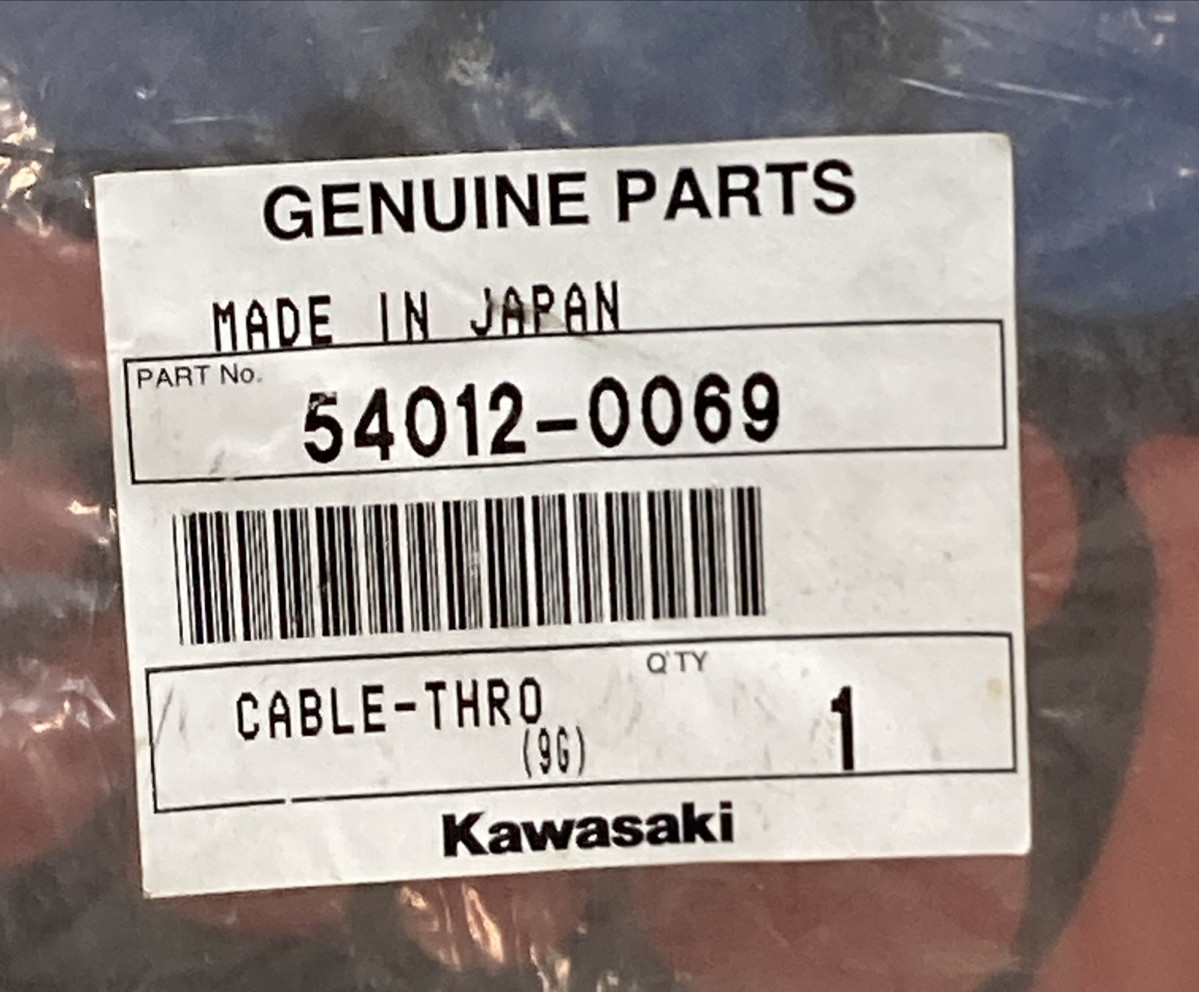 GENUINE PARTS
MADE IN JAPAN
PART No.
54012-0069
Q'TY
CABLE-THRO
1
(9G)
Kawasaki